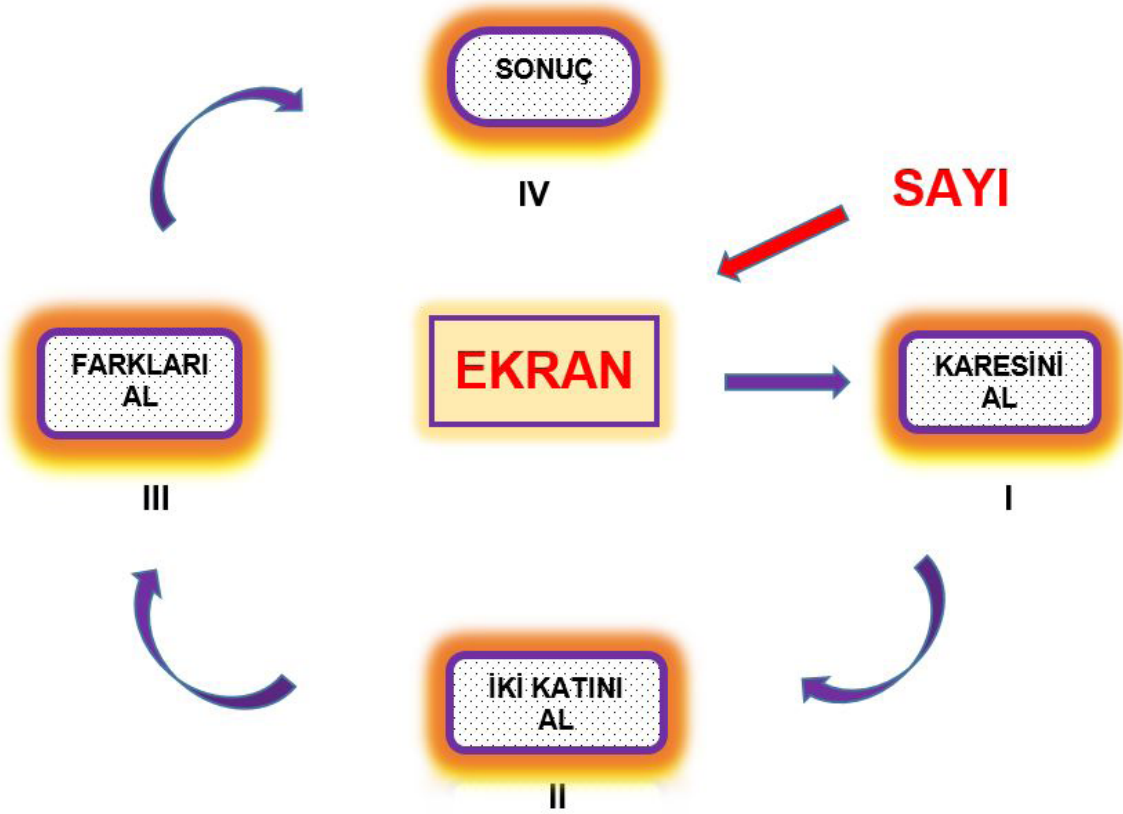 SONUÇ
IV
SAYI
EKRAN
KARESİNİ
AL
I
FARKLARI
AL
III
İKİ KATINI
AL
II